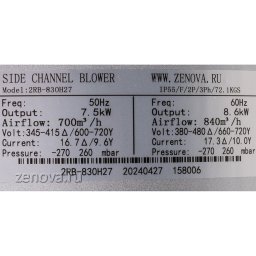 SIDE CHANNEL BLOWER WWW.ZENOVA.RU
Model:2RB-830H27 IP55/F/2P/3Ph/72.1KGS
Freq: 50Hz Freq: 60Hz
Output: 7.5kW Output: 8.6kW
Airflow: 700m³/h Airflow: 840m³/h
Volt:345-415Δ/600-720Y Volt:380-480Δ/660-720Y
Current: 16.7Δ/9.6Y Current: 17.3Δ/10.0Y
Pressure: -270 260 mbar Pressure: -270 260 mbar
zenova.ru
2RB-830H27 20240427 158006